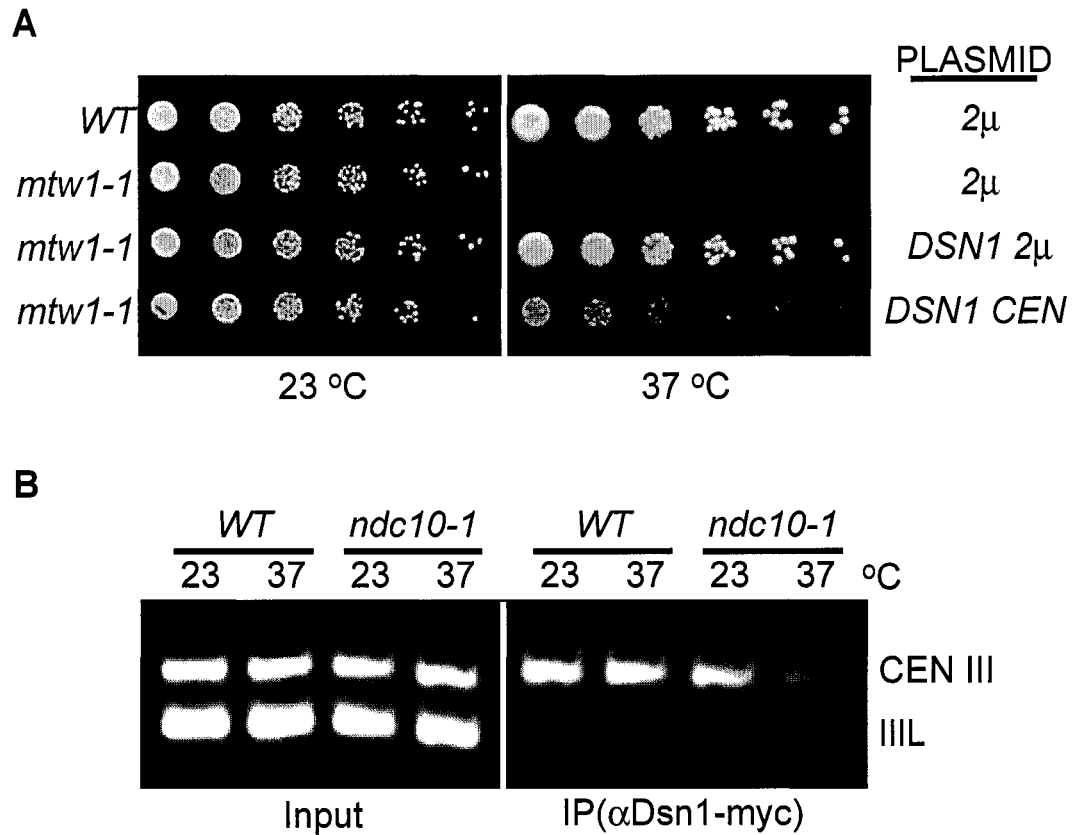 A
PLASMID
WT 2μ
mtw1-1 2μ
mtw1-1 DSN1 2μ
mtw1-1 DSN1 CEN
23 °C 37 °C
B
WT ndc10-1 WT ndc10-1
23 37 23 37 23 37 23 37 °C
CEN III
IIIL
Input IP(αDsn1-myc)